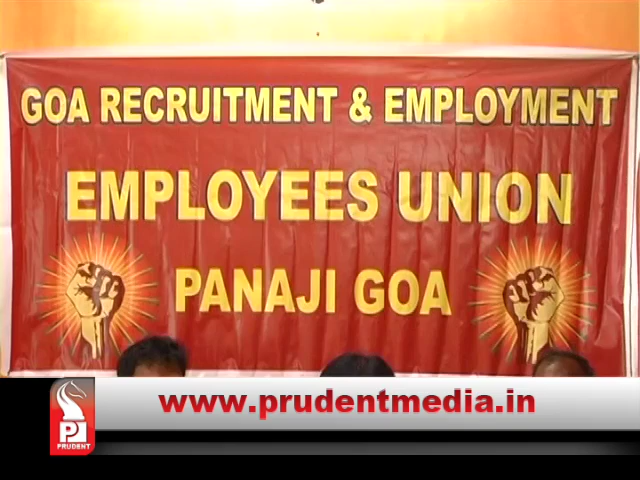 GOA RECRUITMENT & EMPLOYMENT
EMPLOYEES UNION
PANAJI GOA
www.prudentmedia.in
P
PRUDENT